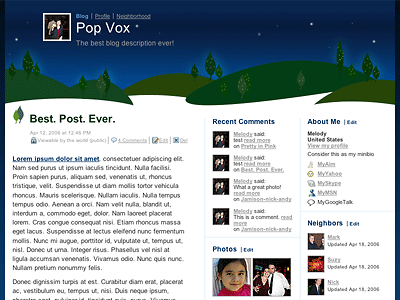 Blog | Profile | Neighborhood
Pop Vox
The best blog description ever!
Best. Post. Ever.
Apr 12, 2006 at 12:46 PM
Viewable by the world (public) | 4 Comments | Edit | Del
Lorem ipsum dolor sit amet, consectetuer adipiscing elit.
Nam sed purus ut ipsum iaculis tincidunt. Nulla facilisi.
Proin sapien purus, aliquam sed, venenatis ut, rhoncus
tristique, velit. Suspendisse ut diam mollis tortor vehicula
rhoncus. Mauris scelerisque. Nullam iaculis, wisi id tempus
tempus odio. Aenean a orci. Nam velit nulla, blandit ut,
interdum a, commodo eget, dolor. Nam laoreet placerat
lorem. Cras congue consequat nisl. Etiam rhoncus massa
eget lacus. Suspendisse at lectus eleifend nunc fermentum
mollis. Nunc mi augue, porttitor id, vulputate ut, tempus ut,
nisl. Donec ut urna. Integer risus. Phasellus vel nisl at
ligula accumsan venenatis. Vivamus odio. Nunc quis nunc.
Nullam pretium nonummy felis.
Donec dignissim turpis at est. Curabitur diam erat, placerat
ac, vestibulum eu, tempus ut, nisi. Duis neque ipsum,
Recent Comments
Melody said:
test read more
on Pretty in Pink
Melody said:
test read more
on Best. Post. Ever.
Melody said:
What a great photo!
read more
on Jamison-nick-andy
Melody said:
This is a comment. read
more
on Jamison-nick-andy
Photos | Edit
About Me | Edit
Melody
United States
View my profile
Consider this as my minibio
MyAim
MyYahoo
MySkype
MyMSN
MyGoogleTalk
Neighbors | Edit
Mark
Updated Apr 18, 2006
Suzy
Updated Apr 18, 2006
Nick
Updated Apr 18, 2006